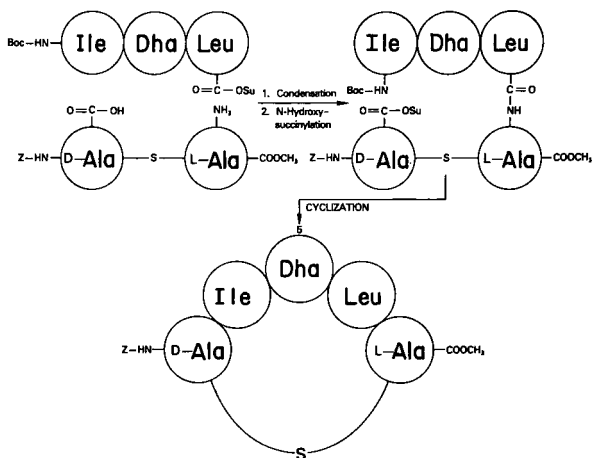 Boc–HN– Ile Dha Leu
O=C–OSu
O=C–OH
NH₂
Z–HN– D–Ala –S– L–Ala –COOCH₃
1. Condensation
2. N-Hydroxy-
succinylation
Ile Dha Leu
Boc–HN
C=O
O=C–OSu
NH
Z–HN– D–Ala –S– L–Ala –COOCH₃
CYCLIZATION
5
Dha
Ile Leu
Z–HN– D–Ala L–Ala –COOCH₃
S